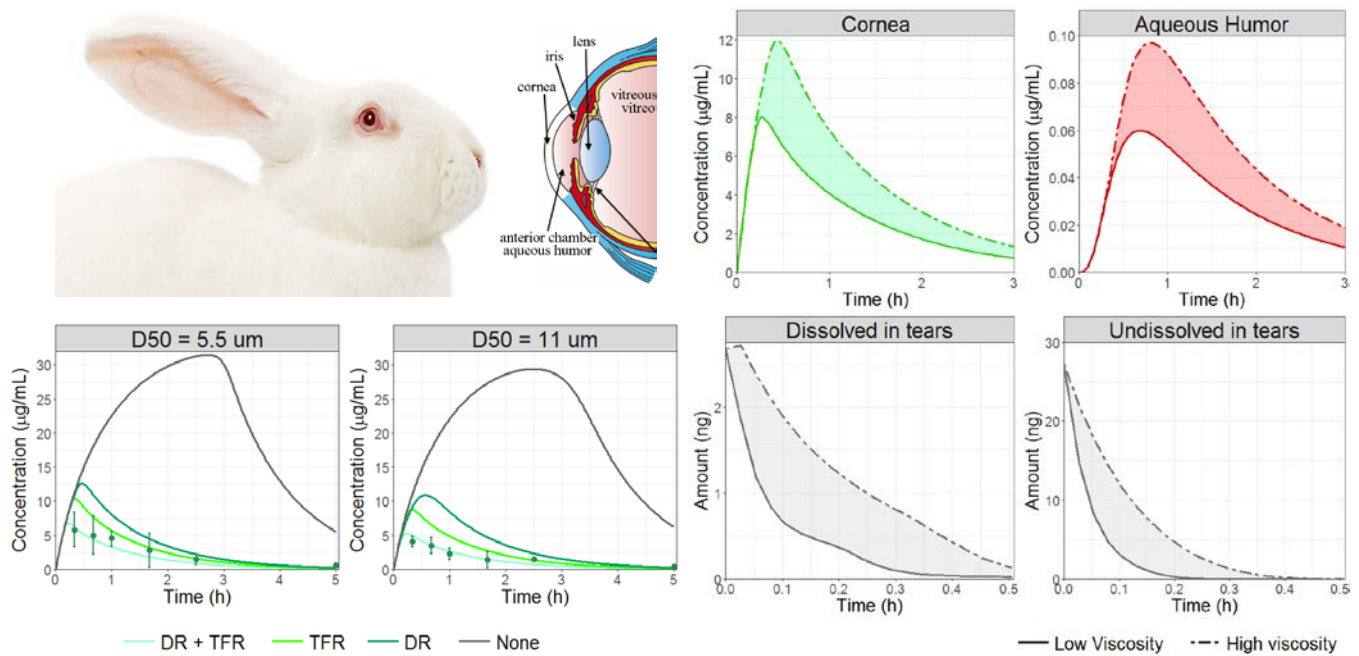 lens
iris
cornea
vitreous
vitreo
anterior chamber
aqueous humor
Cornea
Concentration (μg/mL)
12
10
8
6
4
2
0
0
1
2
3
Time (h)
Aqueous Humor
Concentration (μg/mL)
0.10
0.08
0.06
0.04
0.02
0.00
0
1
2
3
Time (h)
D50 = 5.5 um
Concentration (μg/mL)
30
25
20
15
10
5
0
0
1
2
3
4
5
Time (h)
D50 = 11 um
Concentration (μg/mL)
30
25
20
15
10
5
0
0
1
2
3
4
5
Time (h)
DR + TFR
TFR
DR
None
Dissolved in tears
Amount (ng)
2
1
0
0.0
0.1
0.2
0.3
0.4
0.5
Time (h)
Undissolved in tears
Amount (ng)
30
20
10
0
0.0
0.1
0.2
0.3
0.4
0.5
Time (h)
Low Viscosity
High viscosity